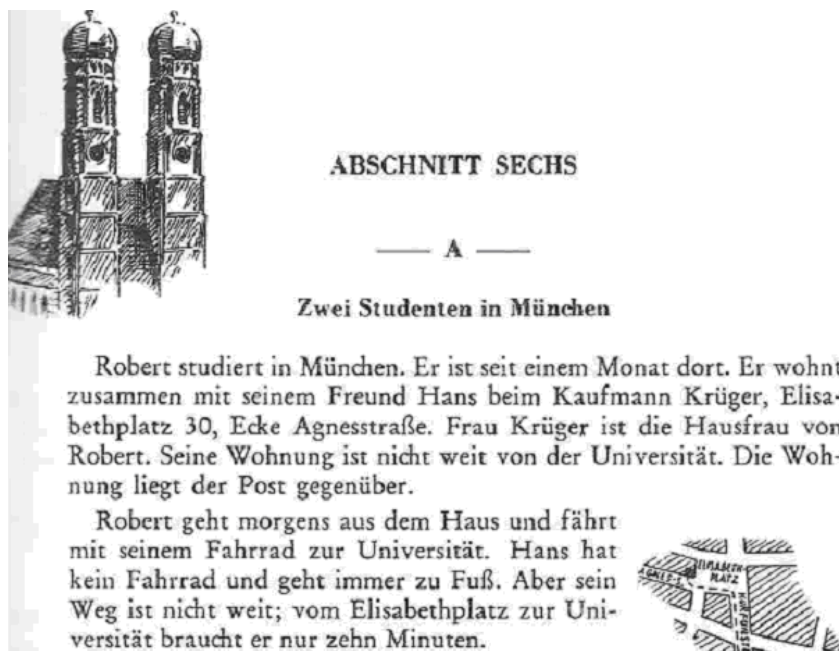 ABSCHNITT SECHS
— A —
Zwei Studenten in München
Robert studiert in München. Er ist seit einem Monat dort. Er wohnt
zusammen mit seinem Freund Hans beim Kaufmann Krüger, Elisa-
bethplatz 30, Ecke Agnesstraße. Frau Krüger ist die Hausfrau von
Robert. Seine Wohnung ist nicht weit von der Universität. Die Woh-
nung liegt der Post gegenüber.
Robert geht morgens aus dem Haus und fährt
mit seinem Fahrrad zur Universität. Hans hat
kein Fahrrad und geht immer zu Fuß. Aber sein
Weg ist nicht weit; vom Elisabethplatz zur Uni-
versität braucht er nur zehn Minuten.
ELISABETH-
PLATZ